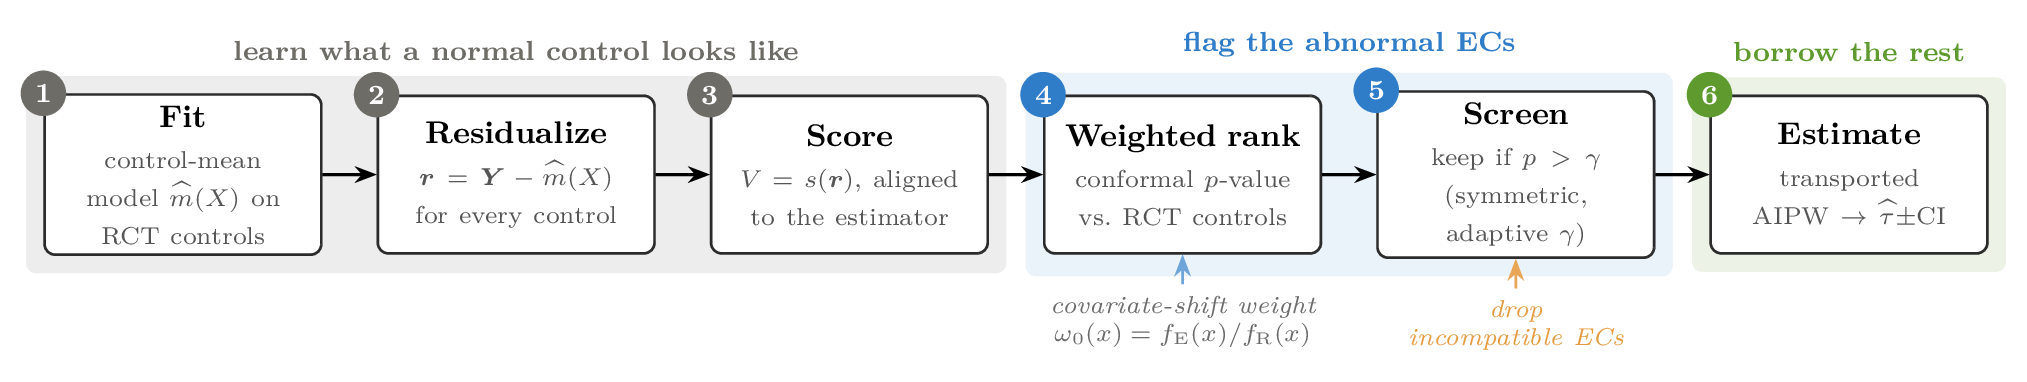 learn what a normal control looks like
flag the abnormal ECs
borrow the rest
1
Fit
control-mean
model m̂(X) on
RCT controls
2
Residualize
r = Y − m̂(X)
for every control
3
Score
V = s(r), aligned
to the estimator
4
Weighted rank
conformal p-value
vs. RCT controls
covariate-shift weight
ω₀(x) = f_E(x)/f_R(x)
5
Screen
keep if p > γ
(symmetric,
adaptive γ)
drop
incompatible ECs
6
Estimate
transported
AIPW → τ̂±CI